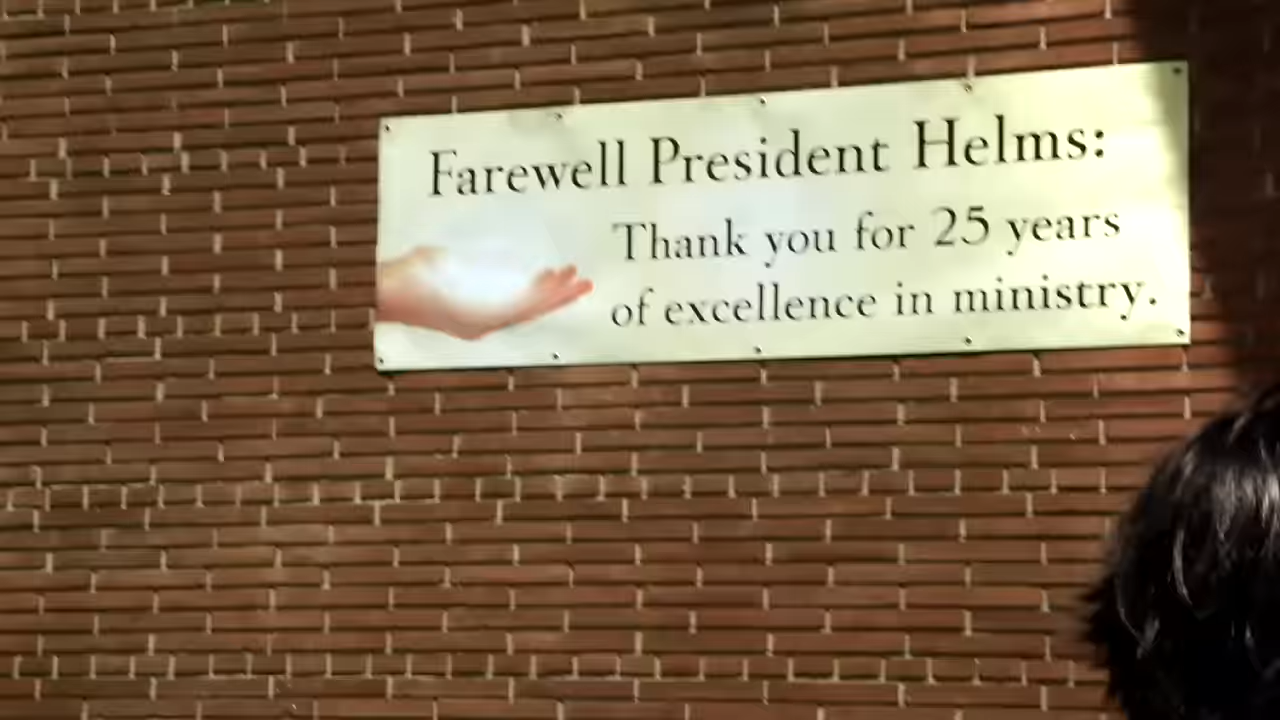 Farewell President Helms:
Thank you for 25 years
of excellence in ministry.